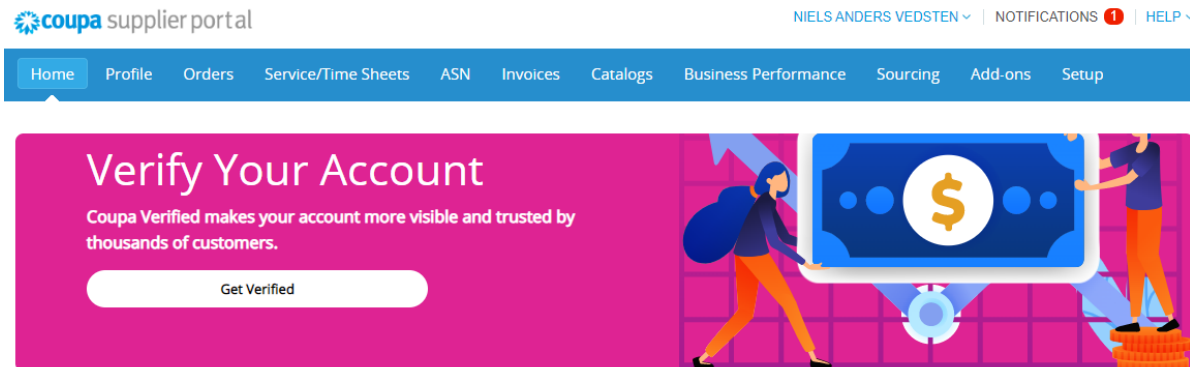 coupa supplier portal
NIELS ANDERS VEDSTEN NOTIFICATIONS 1 HELP
Home Profile Orders Service/Time Sheets ASN Invoices Catalogs Business Performance Sourcing Add-ons Setup
Verify Your Account
Coupa Verified makes your account more visible and trusted by
thousands of customers.
Get Verified
$